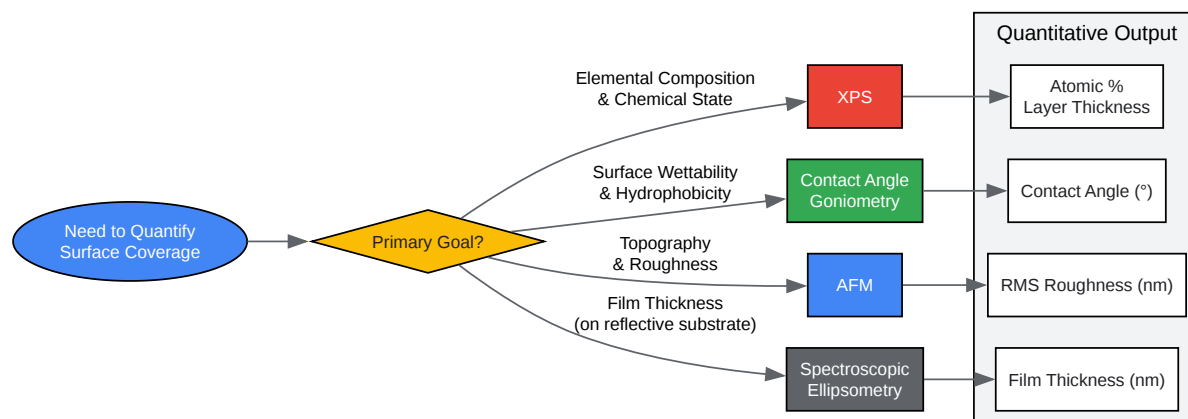 Quantitative Output
Elemental Composition
& Chemical State
XPS
Atomic %
Layer Thickness
Surface Wettability
& Hydrophobicity
Contact Angle
Goniometry
Contact Angle (°)
Need to Quantify
Surface Coverage
Primary Goal?
Topography
& Roughness
AFM
RMS Roughness (nm)
Film Thickness
(on reflective substrate)
Spectroscopic
Ellipsometry
Film Thickness (nm)